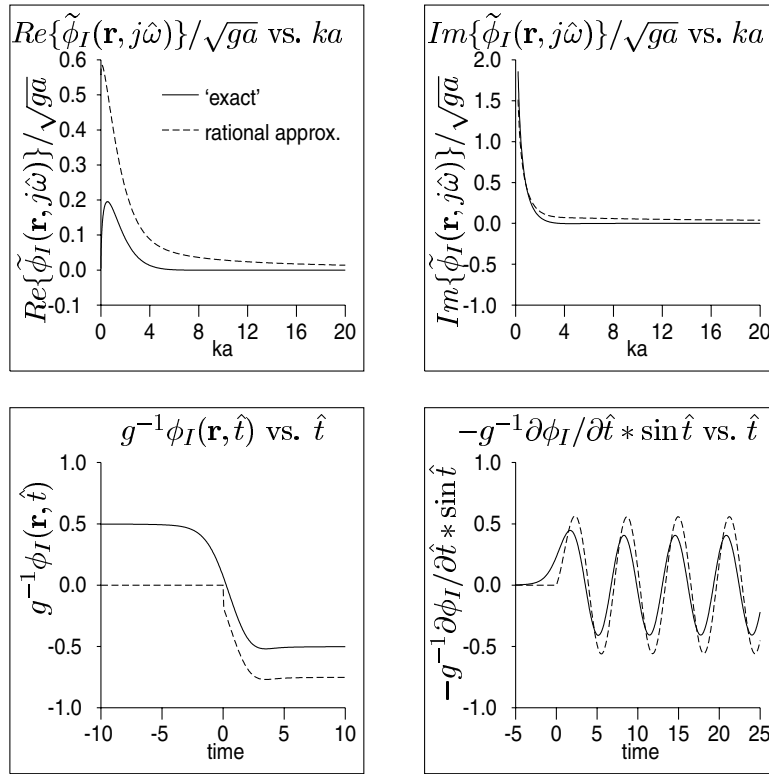 Re{ϕ̃_I(r, jω̂)}/√ga vs. ka
Re{ϕ̃_I(r, jω̂)}/√ga
0.6
0.5
0.4
0.3
0.2
0.1
0.0
-0.1
'exact'
rational approx.
0 4 8 12 16 20
ka
Im{ϕ̃_I(r, jω̂)}/√ga vs. ka
Im{ϕ̃_I(r, jω̂)}/√ga
2.0
1.5
1.0
0.5
0.0
-0.5
-1.0
0 4 8 12 16 20
ka
g⁻¹ϕ_I(r, t̂) vs. t̂
g⁻¹ϕ_I(r, t̂)
1.0
0.5
0.0
-0.5
-1.0
-10 -5 0 5 10
time
−g⁻¹∂ϕ_I/∂t̂ * sin t̂ vs. t̂
−g⁻¹∂ϕ_I/∂t̂ * sin t̂
1.0
0.5
0.0
-0.5
-1.0
-5 0 5 10 15 20 25
time